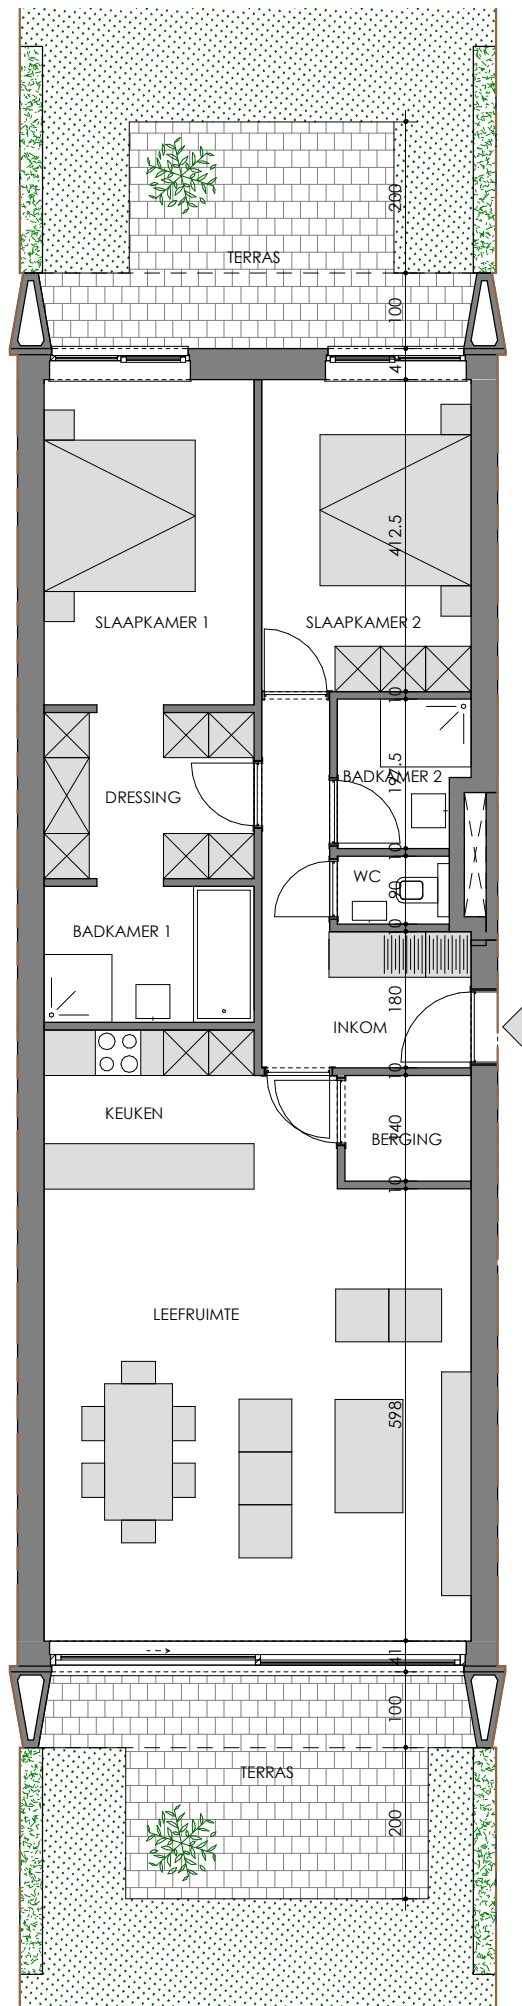 200
TERRAS
100
4
412.5
SLAAPKAMER 1
SLAAPKAMER 2
10
BADKAMER 2
DRESSING
10
WC
90
BADKAMER 1
10
180
INKOM
10
KEUKEN
BERGING
10
LEEFRUIMTE
598
41
100
TERRAS
200